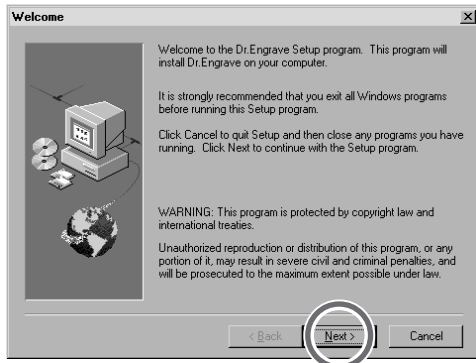 Welcome
Welcome to the Dr.Engrave Setup program. This program will
install Dr.Engrave on your computer.
It is strongly recommended that you exit all Windows programs
before running this Setup program.
Click Cancel to quit Setup and then close any programs you have
running. Click Next to continue with the Setup program.
WARNING: This program is protected by copyright law and
international treaties.
Unauthorized reproduction or distribution of this program, or any
portion of it, may result in severe civil and criminal penalties, and
will be prosecuted to the maximum extent possible under law.
< Back Next > Cancel